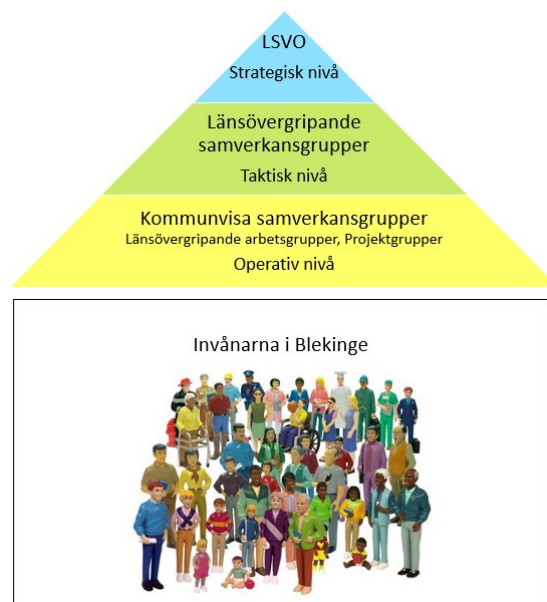 LSVO
Strategisk nivå
Länsövergripande
samverkansgrupper
Taktisk nivå
Kommunvisa samverkansgrupper
Länsövergripande arbetsgrupper, Projektgrupper
Operativ nivå
Invånarna i Blekinge